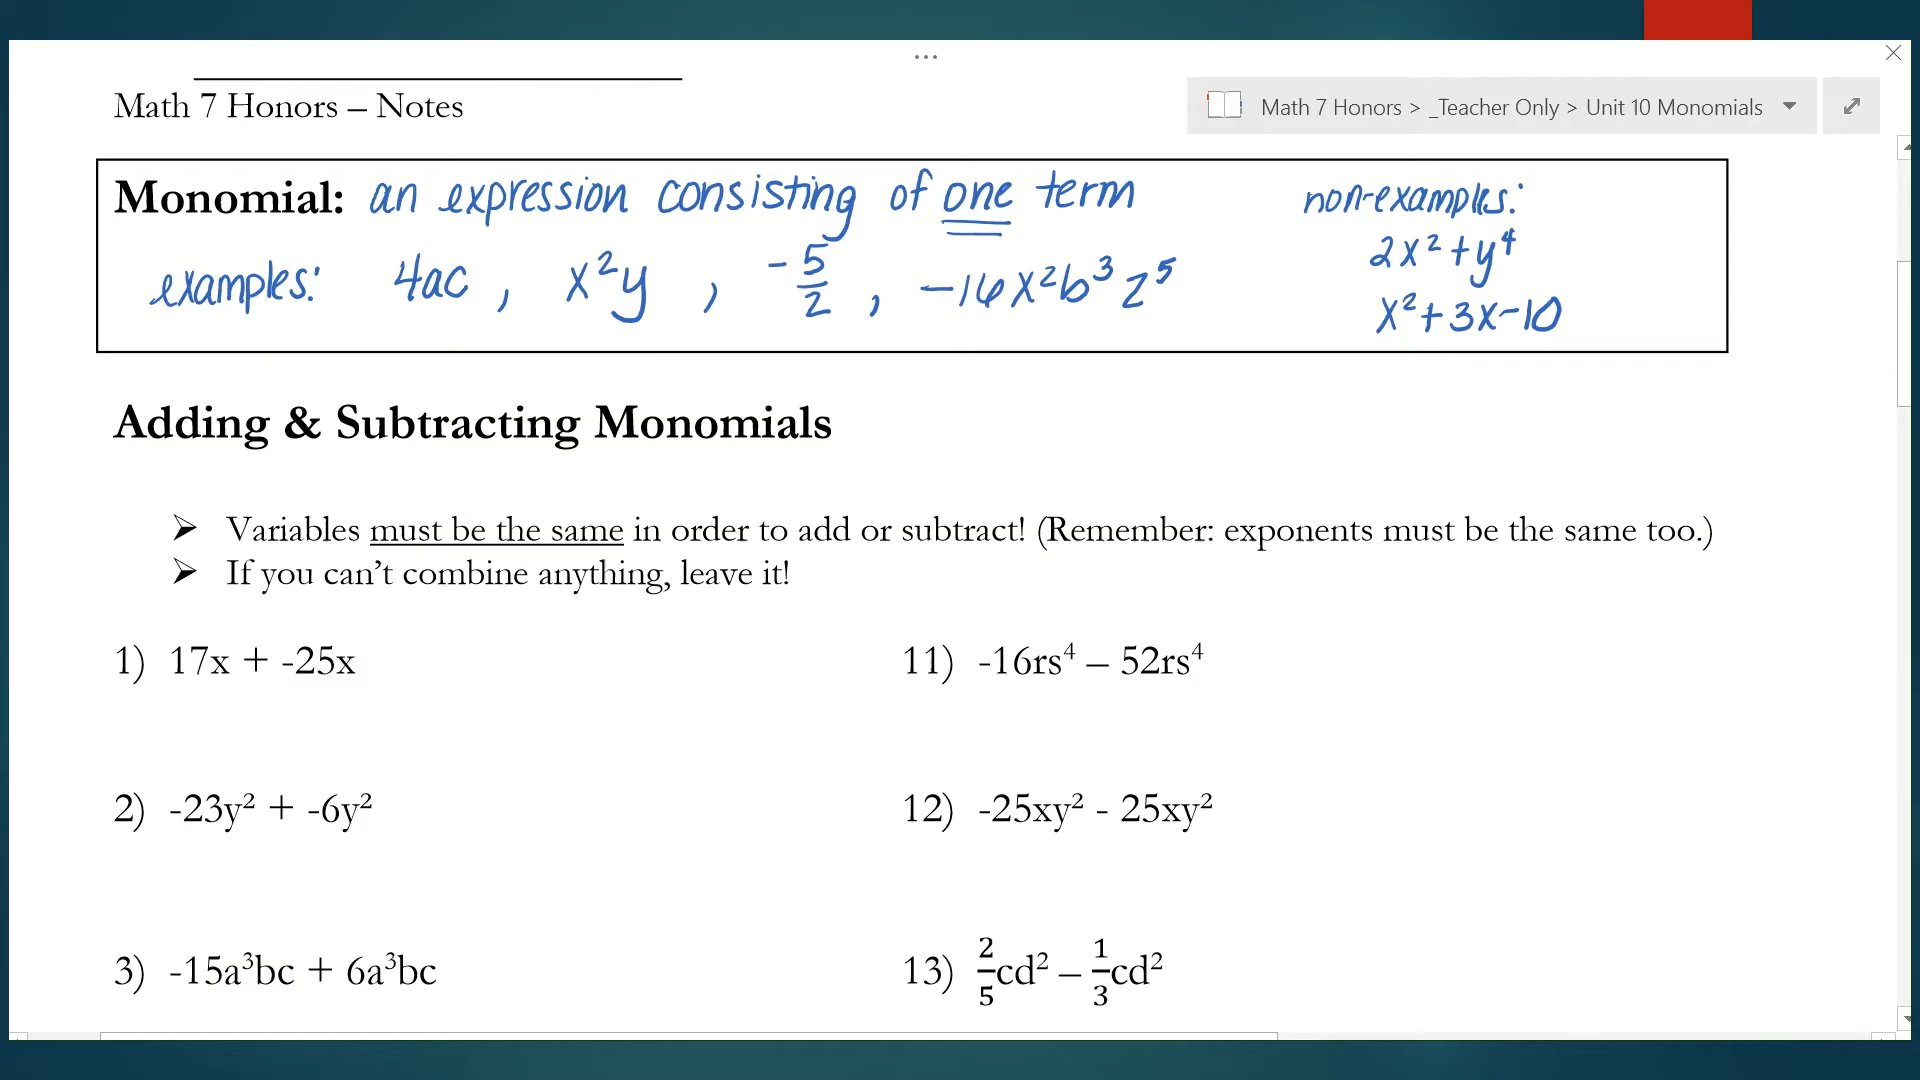 Math 7 Honors – Notes
Math 7 Honors > _Teacher Only > Unit 10 Monomials
Monomial: an expression consisting of one term
examples: 4ac , x²y , -5/2 , -16x²b³z⁵
non-examples:
2x²+y⁴
x²+3x-10
Adding & Subtracting Monomials
➢ Variables must be the same in order to add or subtract! (Remember: exponents must be the same too.)
➢ If you can’t combine anything, leave it!
1) 17x + -25x
11) -16rs⁴ – 52rs⁴
2) -23y² + -6y²
12) -25xy² - 25xy²
3) -15a³bc + 6a³bc
13) 2/5cd² – 1/3cd²